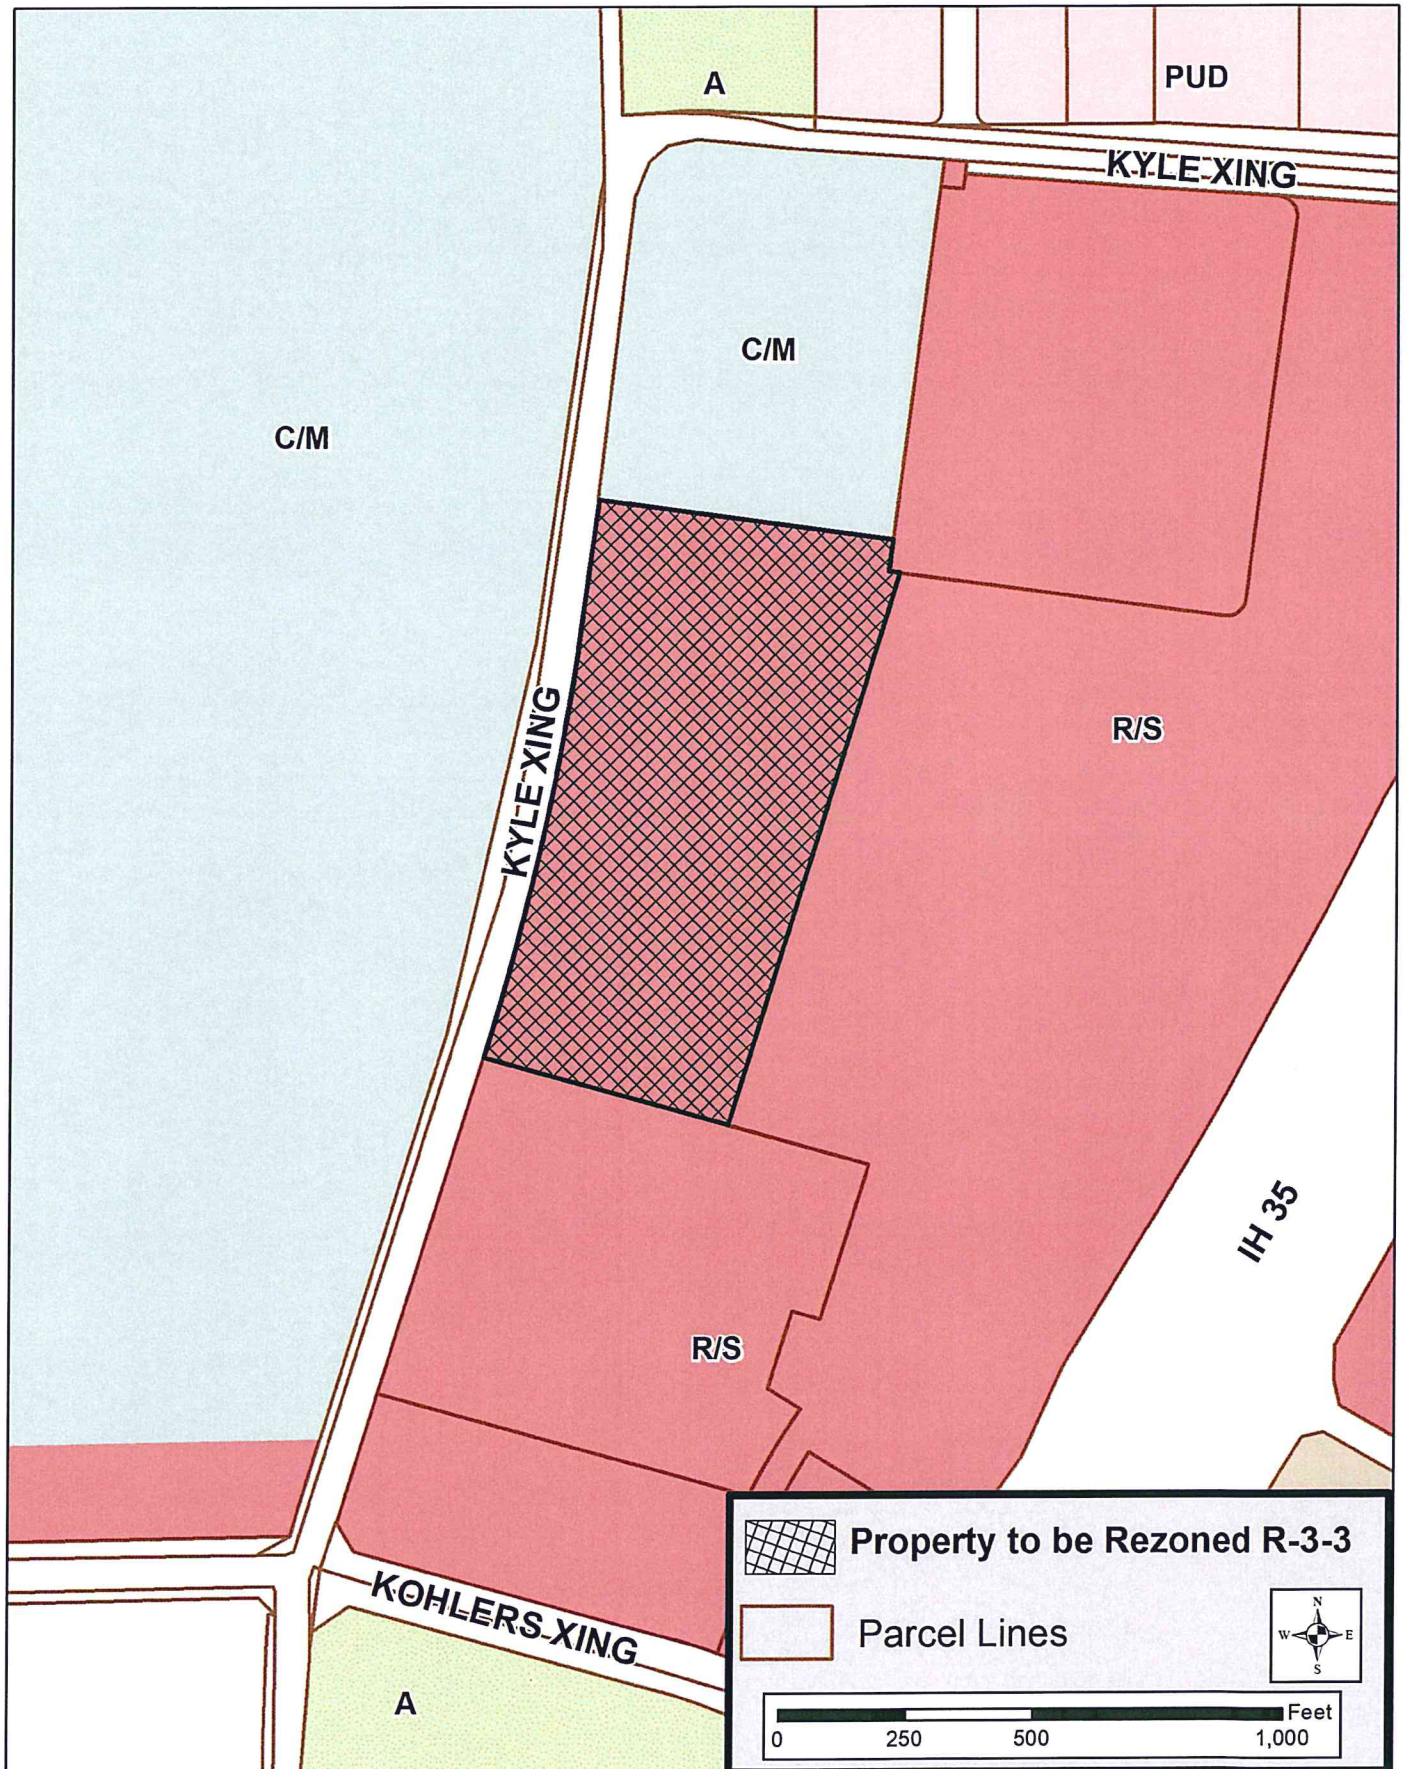 A
PUD
KYLE XING
C/M
C/M
KYLE XING
R/S
IH 35
R/S
Property to be Rezoned R-3-3
KOHLERS XING
Parcel Lines
N
W E
S
A
Feet
0 250 500 1,000